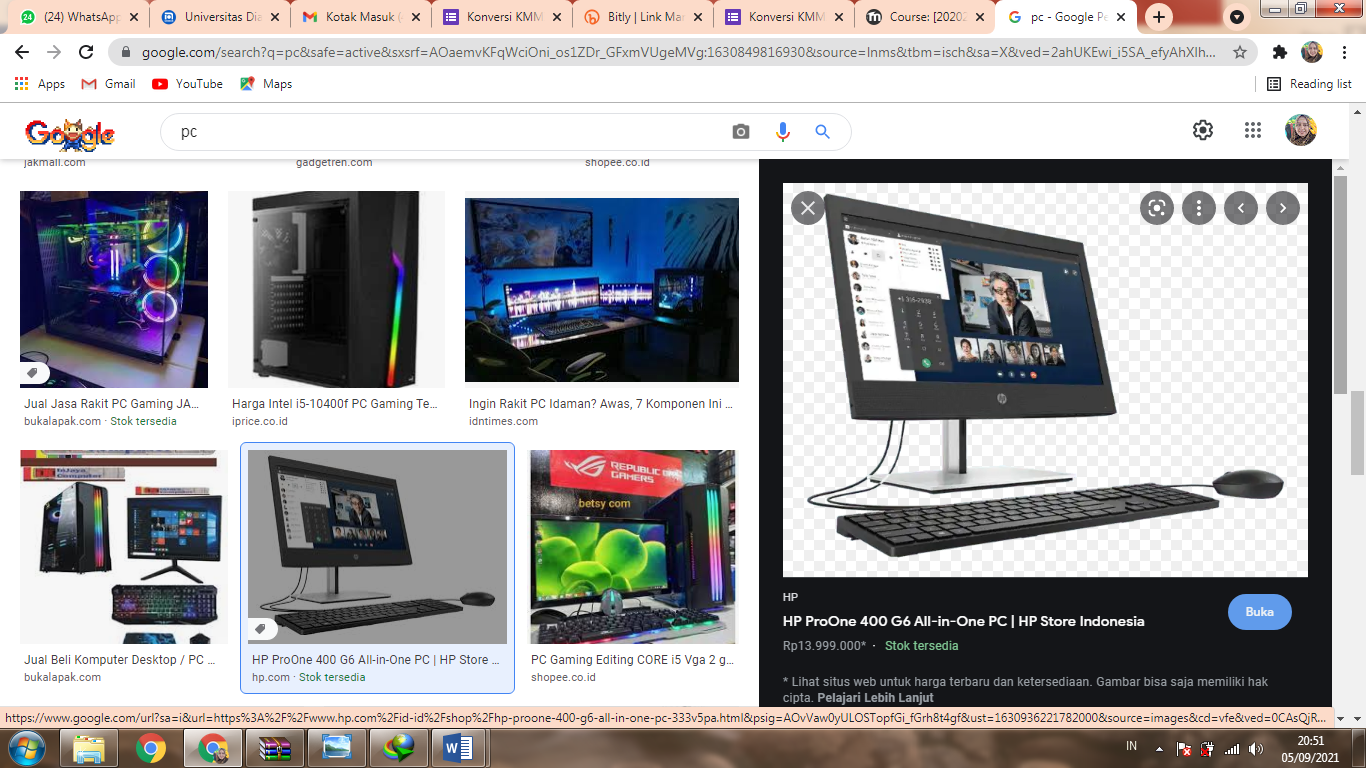 (24) WhatsApp
Universitas Dia
Kotak Masuk (
Konversi KMM
Bitly | Link Mar
Konversi KMM
Course: [2020
pc - Google Pe
google.com/search?q=pc&safe=active&sxsrf=AOaemvKFqWciOni_os1ZDr_GFxmVUgeMVg:1630849816930&source=lnms&tbm=isch&sa=X&ved=2ahUKEwi_i5SA_efyAhXlh...
Apps
Gmail
YouTube
Maps
Reading list
Google
pc
jakmall.com
gadgetren.com
shopee.co.id
Jual Jasa Rakit PC Gaming JA...
bukalapak.com · Stok tersedia
Harga Intel i5-10400f PC Gaming Te...
iprice.co.id
Ingin Rakit PC Idaman? Awas, 7 Komponen Ini ...
idntimes.com
REPUBLIC
GAMERS
betsy com
Jual Beli Komputer Desktop / PC ...
bukalapak.com
HP ProOne 400 G6 All-in-One PC | HP Store ...
hp.com · Stok tersedia
PC Gaming Editing CORE i5 Vga 2 g...
shopee.co.id
hp
HP
HP ProOne 400 G6 All-in-One PC | HP Store Indonesia
Buka
Rp13.999.000* · Stok tersedia
* Lihat situs web untuk harga terbaru dan ketersediaan. Gambar bisa saja memiliki hak
cipta. Pelajari Lebih Lanjut
https://www.google.com/url?sa=i&url=https%3A%2F%2Fwww.hp.com%2Fid-id%2Fshop%2Fhp-proone-400-g6-all-in-one-pc-333v5pa.html&psig=AOvVaw0yULOSTopfGi_fGrh8t4gf&ust=1630936221782000&source=images&cd=vfe&ved=0CAsQjR...
IN
20:51
05/09/2021